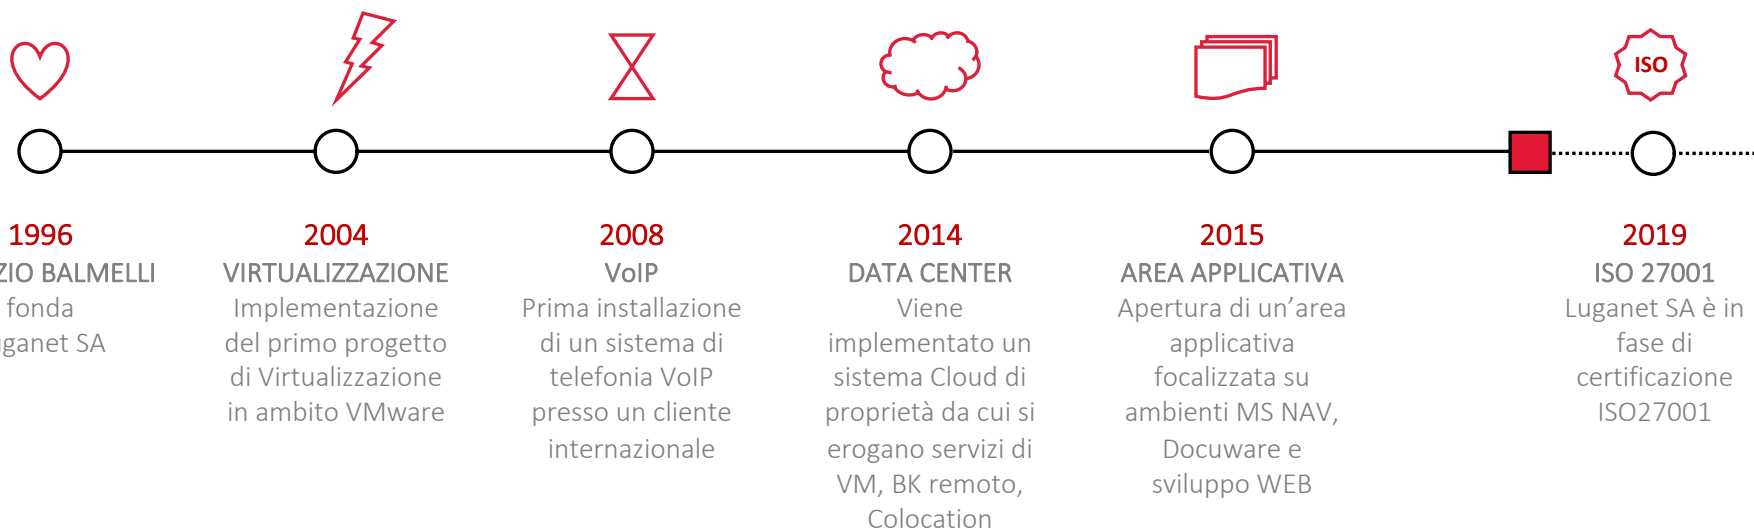 ISO
1996
ZIO BALMELLI
fonda
ganet SA
2004
VIRTUALIZZAZIONE
Implementazione
del primo progetto
di Virtualizzazione
in ambito VMware
2008
VoIP
Prima installazione
di un sistema di
telefonia VoIP
presso un cliente
internazionale
2014
DATA CENTER
Viene
implementato un
sistema Cloud di
proprietà da cui si
erogano servizi di
VM, BK remoto,
Colocation
2015
AREA APPLICATIVA
Apertura di un’area
applicativa
focalizzata su
ambienti MS NAV,
Docuware e
sviluppo WEB
2019
ISO 27001
Luganet SA è in
fase di
certificazione
ISO27001